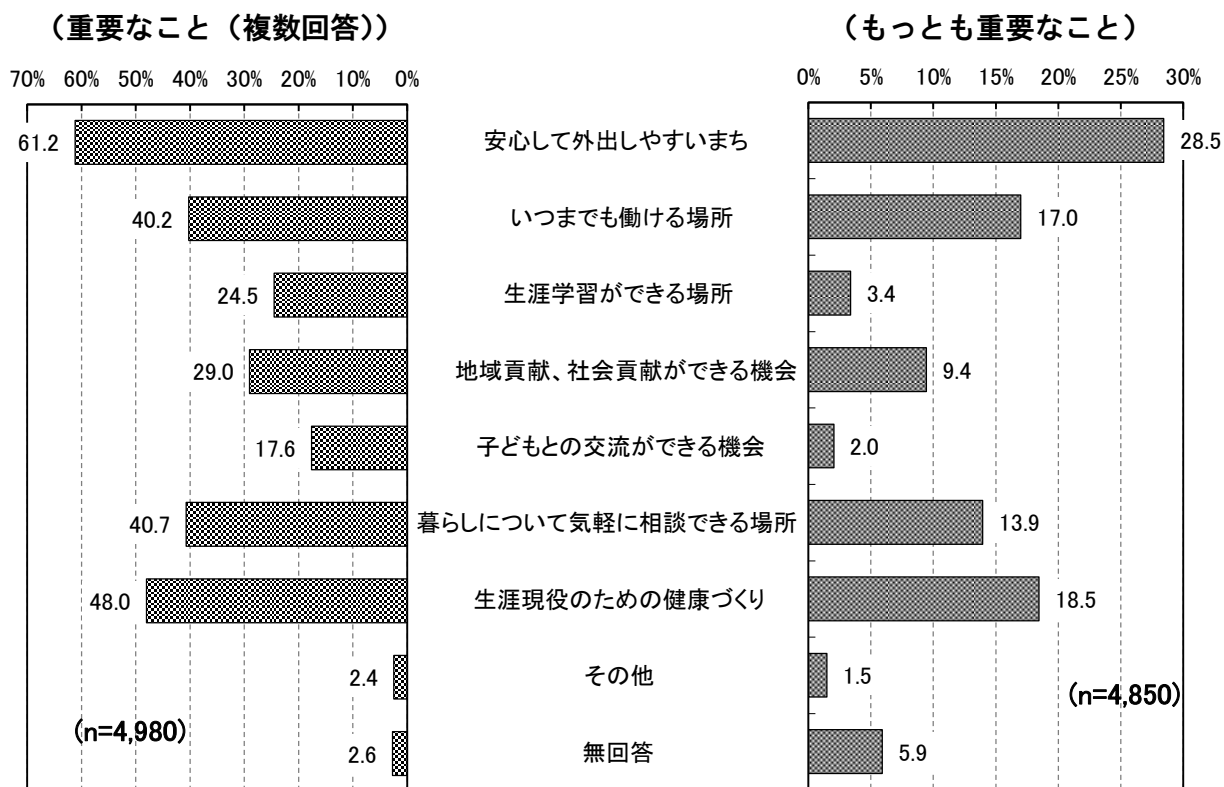 （重要なこと（複数回答））
（もっとも重要なこと）
70% 60% 50% 40% 30% 20% 10% 0%
0% 5% 10% 15% 20% 25% 30%
61.2 安心して外出しやすいまち 28.5
40.2 いつまでも働ける場所 17.0
24.5 生涯学習ができる場所 3.4
29.0 地域貢献、社会貢献ができる機会 9.4
17.6 子どもとの交流ができる機会 2.0
40.7 暮らしについて気軽に相談できる場所 13.9
48.0 生涯現役のための健康づくり 18.5
2.4 その他 1.5
(n=4,980)
(n=4,850)
2.6 無回答 5.9